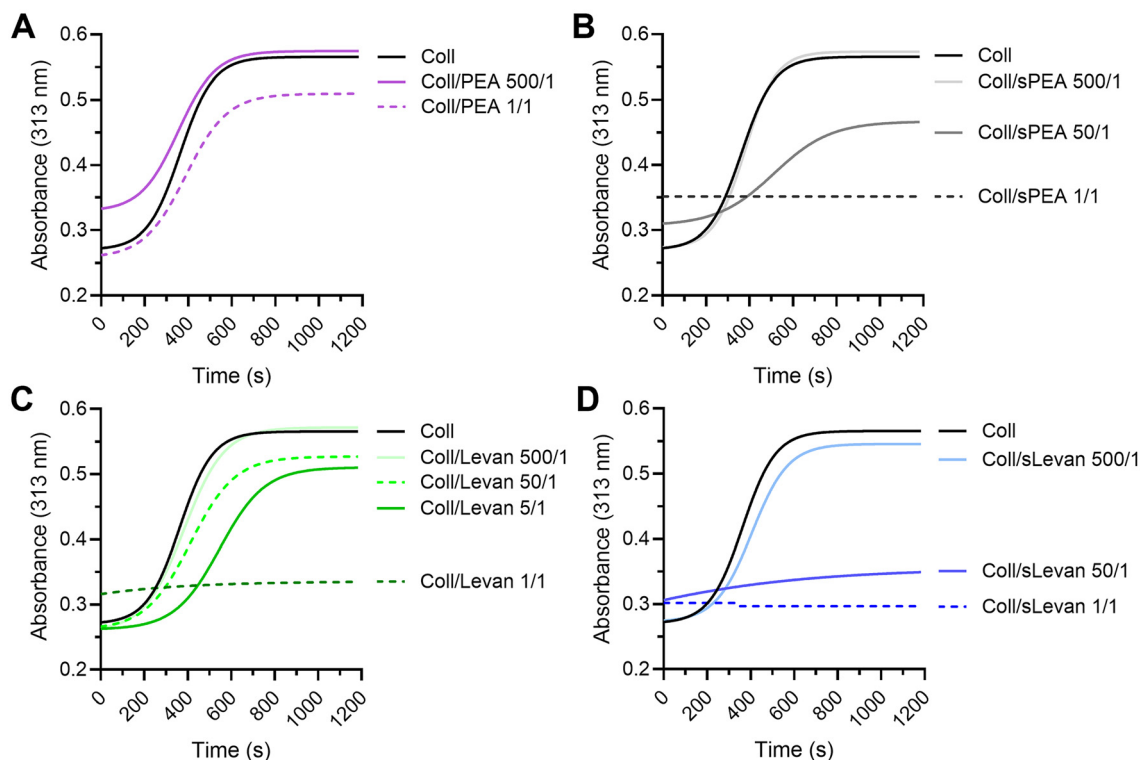 A
Absorbance (313 nm)
0.6
0.5
0.4
0.3
0.2
0
200
400
600
800
1000
1200
Time (s)
Coll
Coll/PEA 500/1
Coll/PEA 1/1
B
Absorbance (313 nm)
0.6
0.5
0.4
0.3
0.2
0
200
400
600
800
1000
1200
Time (s)
Coll
Coll/sPEA 500/1
Coll/sPEA 50/1
Coll/sPEA 1/1
C
Absorbance (313 nm)
0.6
0.5
0.4
0.3
0.2
0
200
400
600
800
1000
1200
Time (s)
Coll
Coll/Levan 500/1
Coll/Levan 50/1
Coll/Levan 5/1
Coll/Levan 1/1
D
Absorbance (313 nm)
0.6
0.5
0.4
0.3
0.2
0
200
400
600
800
1000
1200
Time (s)
Coll
Coll/sLevan 500/1
Coll/sLevan 50/1
Coll/sLevan 1/1